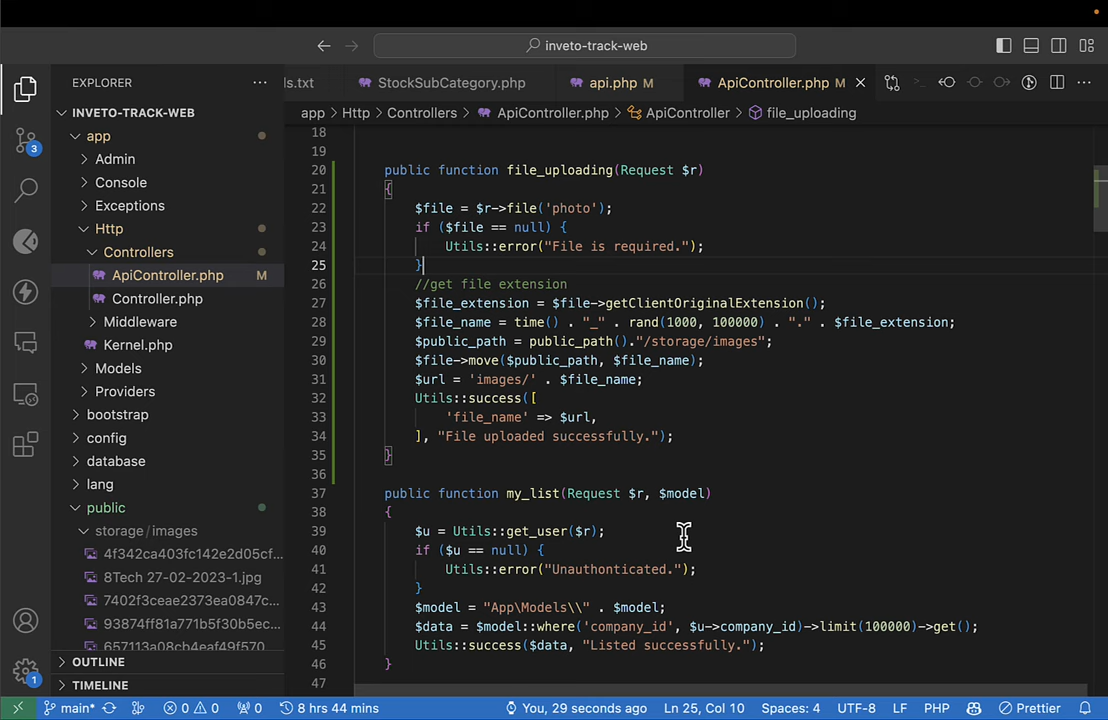 inveto-track-web
EXPLORER
ls.txt
StockSubCategory.php
api.php M
ApiController.php M
INVETO-TRACK-WEB
app > Http > Controllers > ApiController.php > ApiController > file_uploading
app
Admin
Console
Exceptions
Http
Controllers
ApiController.php M
Controller.php
Middleware
Kernel.php
Models
Providers
bootstrap
config
database
lang
public
storage/images
4f342ca403fc142e2d05cf...
8Tech 27-02-2023-1.jpg
7402f3ceae2373ea0847c...
93874ff81a771b5f30b5ec...
657113a08cb4eaf49f570...
OUTLINE
TIMELINE
3
1
18
19
20 public function file_uploading(Request $r)
21 {
22 $file = $r->file('photo');
23 if ($file == null) {
24 Utils::error("File is required.");
25 }
26 //get file extension
27 $file_extension = $file->getClientOriginalExtension();
28 $file_name = time() . "_" . rand(1000, 100000) . "." . $file_extension;
29 $public_path = public_path()."/storage/images";
30 $file->move($public_path, $file_name);
31 $url = 'images/' . $file_name;
32 Utils::success([
33 'file_name' => $url,
34 ], "File uploaded successfully.");
35 }
36
37 public function my_list(Request $r, $model)
38 {
39 $u = Utils::get_user($r);
40 if ($u == null) {
41 Utils::error("Unauthonticated.");
42 }
43 $model = "App\Models\\" . $model;
44 $data = $model::where('company_id', $u->company_id)->limit(100000)->get();
45 Utils::success($data, "Listed successfully.");
46 }
47
main* 0 0 0 8 hrs 44 mins You, 29 seconds ago Ln 25, Col 10 Spaces: 4 UTF-8 LF PHP Prettier